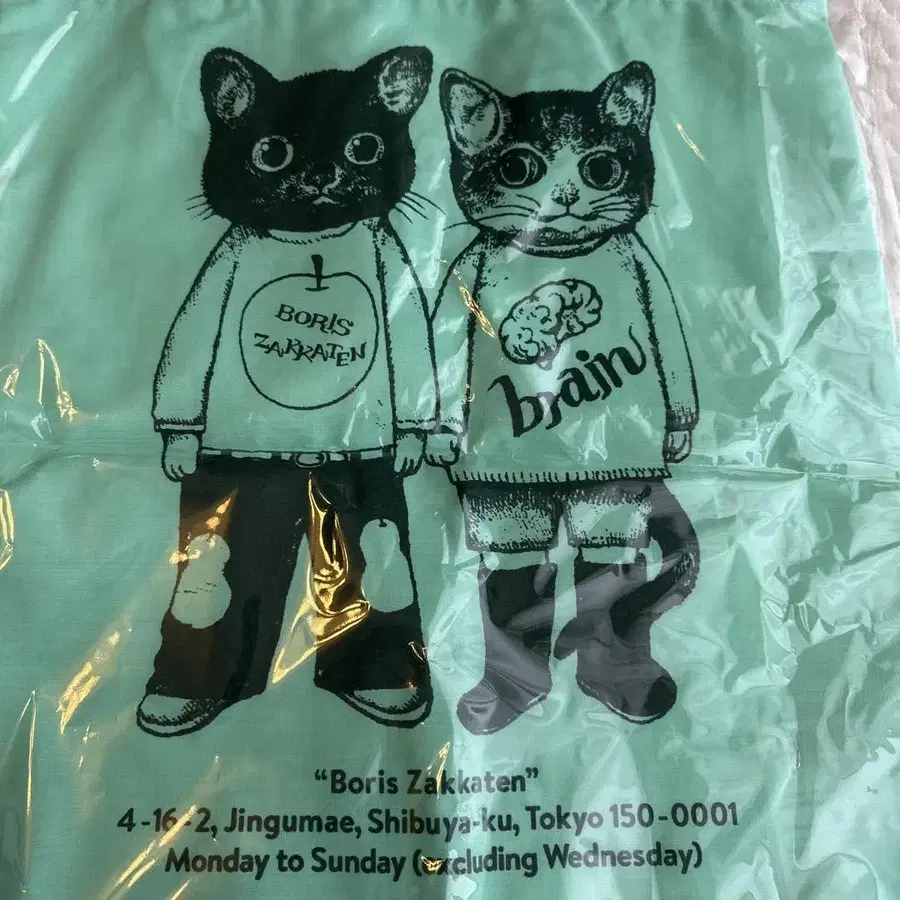 BORIS
ZAKKATEN
brain
“Boris Zakkaten”
4-16-2, Jingumae, Shibuya-ku, Tokyo 150-0001
Monday to Sunday (excluding Wednesday)